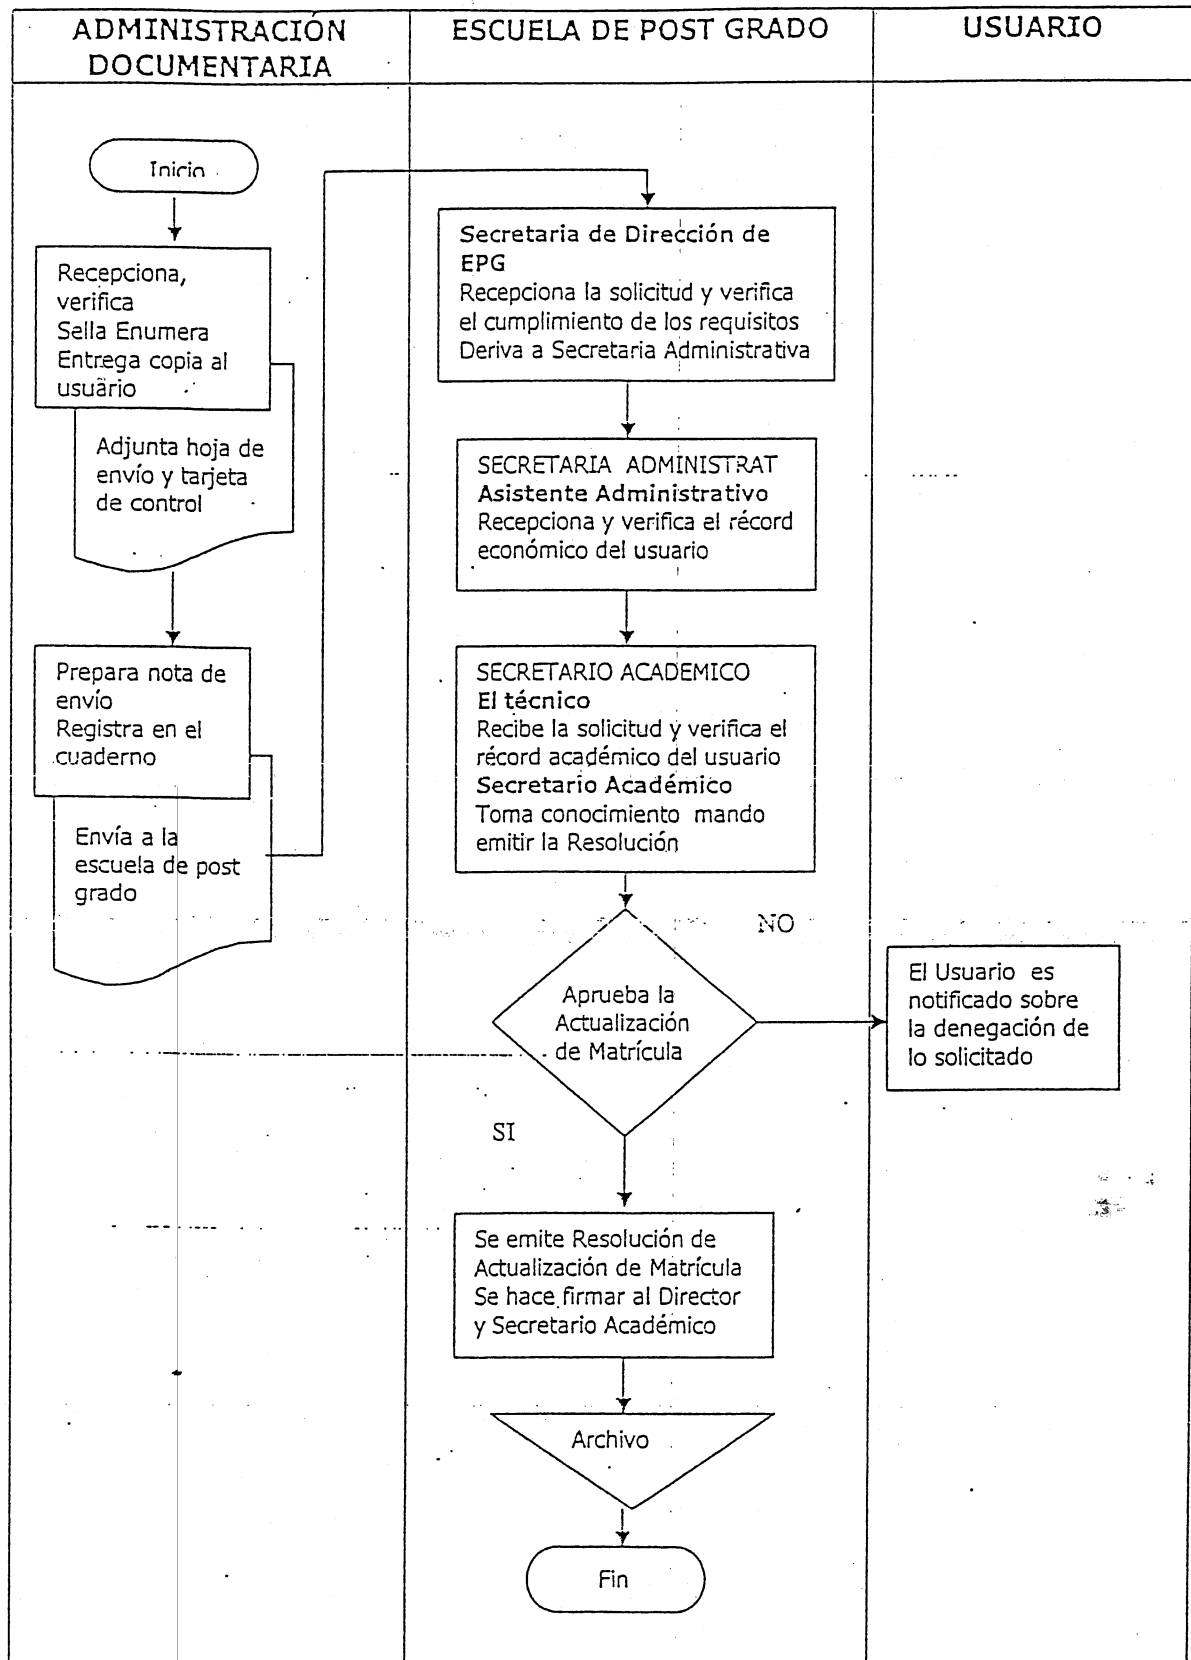 ADMINISTRACIÓN
DOCUMENTARIA
ESCUELA DE POST GRADO
USUARIO
Inicio
Recepciona,
verifica
Sella Enumera
Entrega copia al
usuario
Adjunta hoja de
envío y tarjeta
de control
Prepara nota de
envío
Registra en el
cuaderno
Envía a la
escuela de post
grado
Secretaria de Dirección de
EPG
Recepciona la solicitud y verifica
el cumplimiento de los requisitos
Deriva a Secretaria Administrativa
SECRETARIA ADMINISTRAT
Asistente Administrativo
Recepciona y verifica el récord
económico del usuario
SECRETARIO ACADEMICO
El técnico
Recibe la solicitud y verifica el
récord académico del usuario
Secretario Académico
Toma conocimiento mando
emitir la Resolución
Aprueba la
Actualización
de Matrícula
NO
El Usuario es
notificado sobre
la denegación de
lo solicitado
SI
Se emite Resolución de
Actualización de Matrícula
Se hace firmar al Director
y Secretario Académico
Archivo
Fin